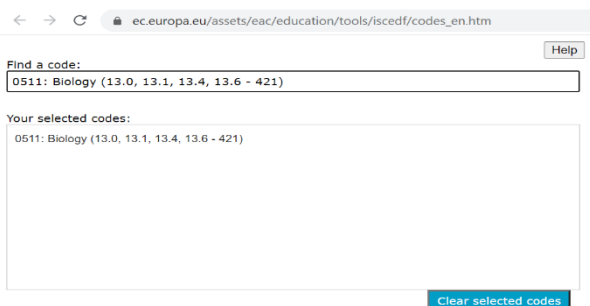 ec.europa.eu/assets/eac/education/tools/iscedf/codes_en.htm
Help
Find a code:
0511: Biology (13.0, 13.1, 13.4, 13.6 - 421)
Your selected codes:
0511: Biology (13.0, 13.1, 13.4, 13.6 - 421)
Clear selected codes